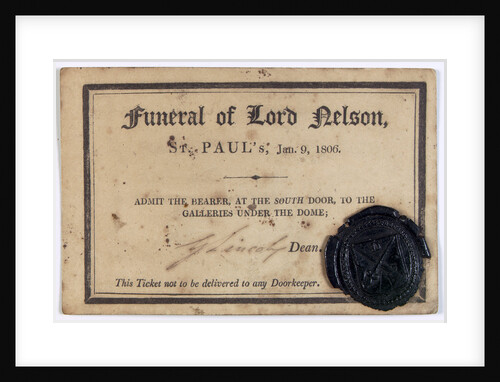 Funeral of Lord Nelson,
ST. PAUL's, Jan. 9, 1806.
ADMIT THE BEARER, AT THE SOUTH DOOR, TO THE
GALLERIES UNDER THE DOME;
G Lincoln Dean.
This Ticket not to be delivered to any Doorkeeper.